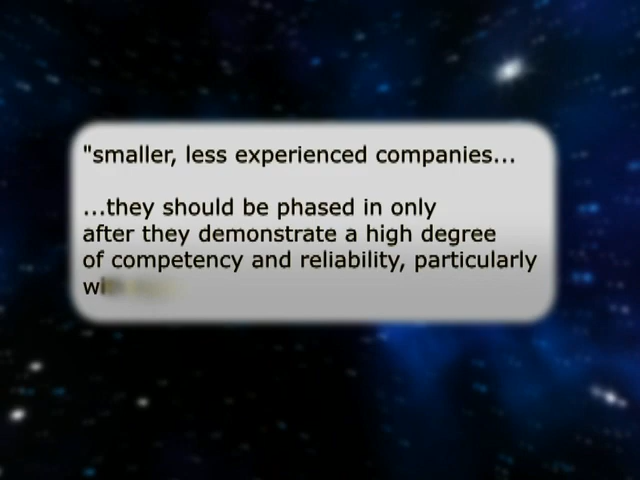 "smaller, less experienced companies...
...they should be phased in only
after they demonstrate a high degree
of competency and reliability, particularly